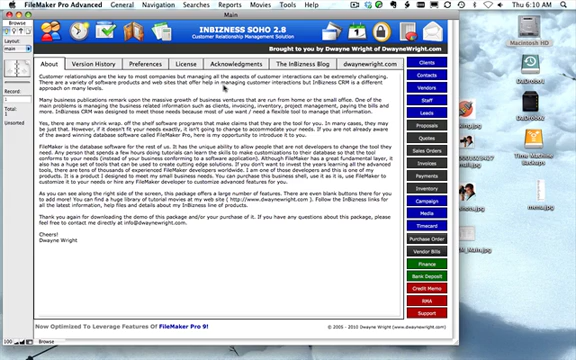 FileMaker Pro Advanced General Navigation Searches Tools Help
Thu 6:10 AM
Main
Browse
Layout:
main
Record:
1
Total:
1
Unsorted
INBIZNESS SOHO 2.8
Customer Relationship Management Solution
Brought to you by Dwayne Wright of DwayneWright.com
About Version History Preferences License Acknowledgments The InBizness Blog dwaynewright.com
Customer relationships are the key to most companies but managing all the aspects of customer interaction can be extremely challenging.
There are a variety of software products and web sites that offer help in managing customer interactions but InBizness CRM is a different
approach on many levels.
Many business publications remark upon the massive growth of business ventures that are run from home or the small office. One of the
main problems is managing the business related information such as clients, invoicing, inventory, project management, paying the bills and
more. InBizness CRM was designed to meet those needs because most of use want / need a flexible tool to manage that information.
Yes, there are many shrink wrap, off the shelf software programs that make claims that they are the tool for you. In many cases, they may
be just that. However, if it doesn't fit your needs exactly, it isn't going to change to accommodate your needs. If you are not already aware
of the award winning database software called FileMaker Pro, here is my opportunity to introduce it to you.
FileMaker is the database software for the rest of us. It has the unique ability to allow people that are not developers to change the tool they
need. Any person that spends a few hours doing tutorials can learn the skills to make customizations to their database so that the tool
conforms to your needs (instead of your business conforming to a software application). Although FileMaker has a great fundamental layer, it
also has a huge set of tools that can be used to create cutting edge solutions. If you don't want to invest the years learning all the advanced
tools, there are tens of thousands of experienced FileMaker developers worldwide. I am one of those developers and this is one of my
products. It is a product I designed to meet my small business needs. You can purchase this business shell, use it as it is, use FileMaker to
customize it to your needs or hire any FileMaker developer to customize advanced features for you.
As you can see along the right side of the screen, this package offers a large number of features. There are even blank buttons there for you
to add more! You can find a huge library of tutorial movies at my web site ( http://www.dwaynewright.com ). Follow the InBizness links for
all the latest information, help files and details about my InBizness line of products.
Thank you again for downloading the demo of this package and/or your purchase of it. If you have any questions about this package, please
feel free to contact me directly at info@dwaynewright.com.
Cheers!
Dwayne Wright
Clients
Contacts
Vendors
Staff
Leads
Proposals
Quotes
Sales Orders
Invoices
Payments
Inventory
Campaign
Media
Timecard
Purchase Order
Vendor Bills
Finance
Bank Deposit
Credit Memo
RMA
Support
Now Optimized To Leverage Features Of FileMaker Pro 9!
© 2005 - 2010 Dwayne Wright (www.dwaynewright.com)
100
Browse
Macintosh HD
DaDrobo1
DaDrobo2
Time Machine
Backups
menu.jpg